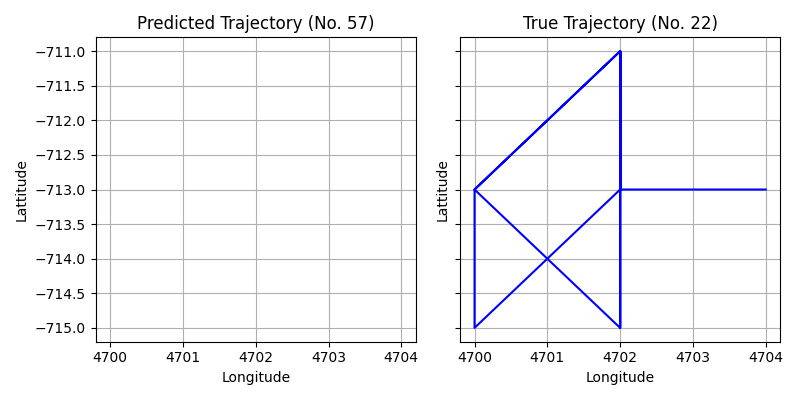 Predicted Trajectory (No. 57)
Lattitude
−711.0
−711.5
−712.0
−712.5
−713.0
−713.5
−714.0
−714.5
−715.0
4700 4701 4702 4703 4704
Longitude
True Trajectory (No. 22)
Lattitude
4700 4701 4702 4703 4704
Longitude